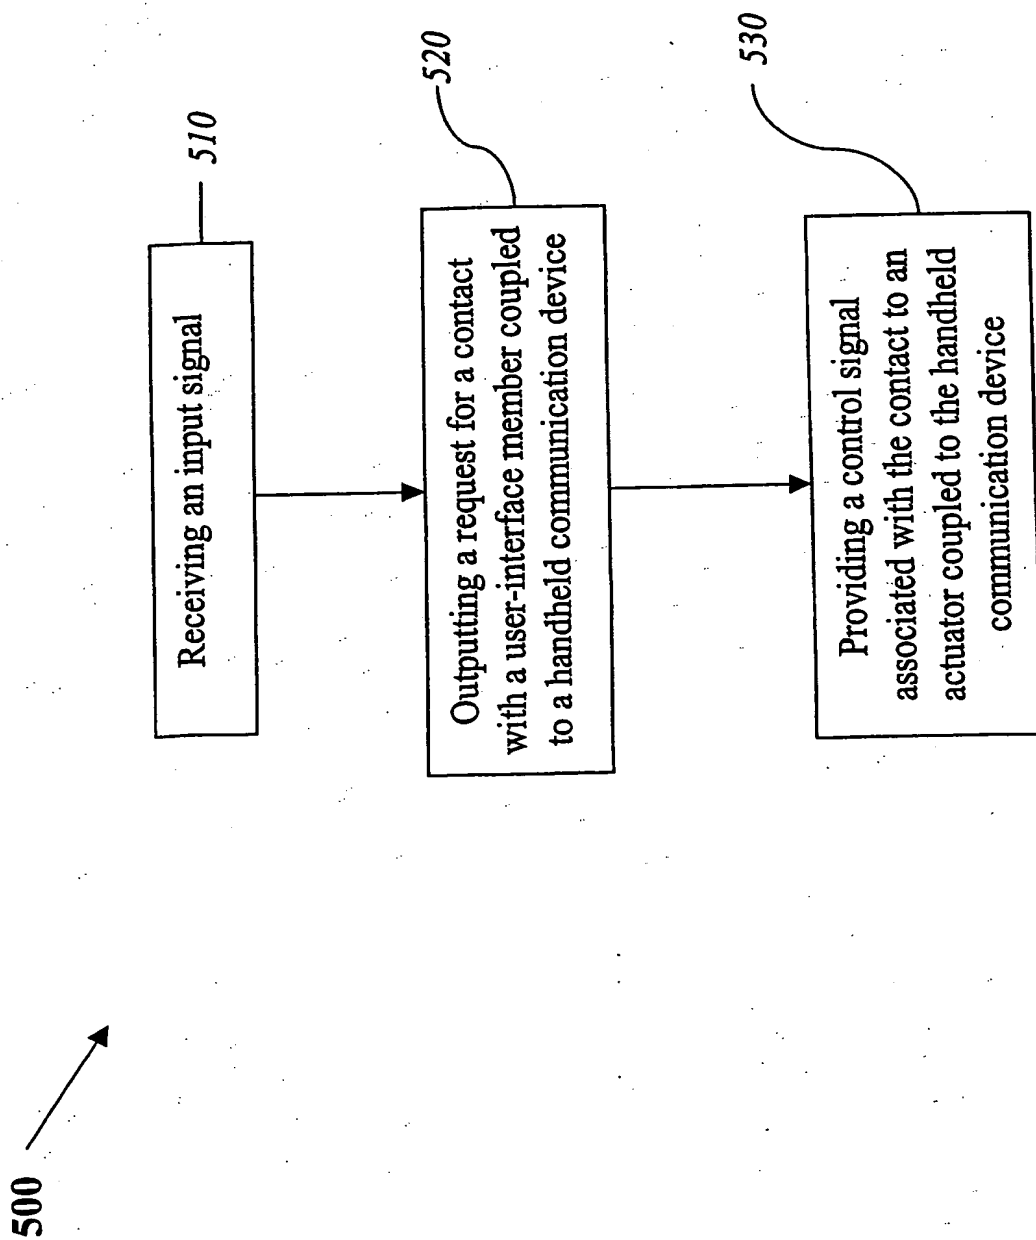 500
Receiving an input signal
510
Outputting a request for a contact
with a user-interface member coupled
to a handheld communication device
520
Providing a control signal
associated with the contact to an
actuator coupled to the handheld
communication device
530